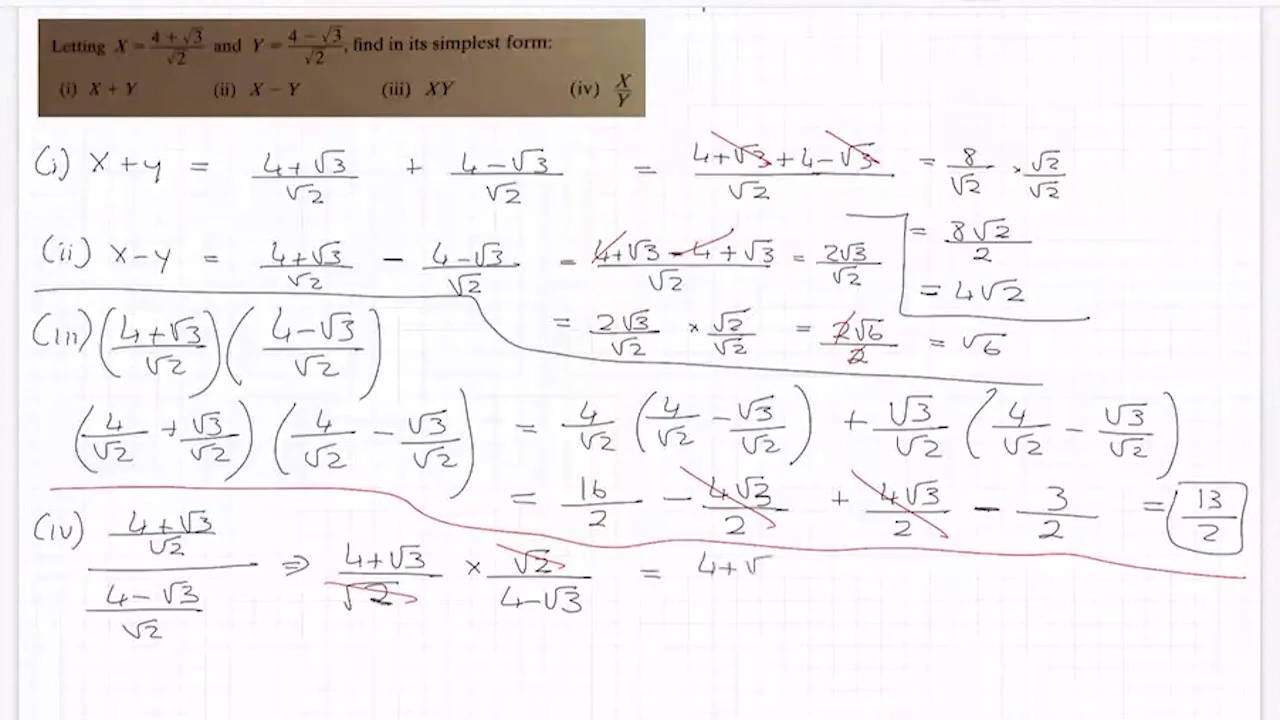 Letting X = (4 + √3)/√2 and Y = (4 − √3)/√2, find in its simplest form:
(i) X + Y (ii) X − Y (iii) XY (iv) X/Y
(i) x+y = (4+√3)/√2 + (4−√3)/√2 = (4+√3+4−√3)/√2 = 8/√2 × √2/√2
= 8√2/2
= 4√2
(ii) x−y = (4+√3)/√2 − (4−√3)/√2 = (4+√3−4+√3)/√2 = 2√3/√2
= 2√3/√2 × √2/√2 = 2√6/2 = √6
(iii) ((4+√3)/√2)((4−√3)/√2)
(4/√2 + √3/√2)(4/√2 − √3/√2) = 4/√2 (4/√2 − √3/√2) + √3/√2 (4/√2 − √3/√2)
= 16/2 − 4√3/2 + 4√3/2 − 3/2 = 13/2
(iv) ((4+√3)/√2)/((4−√3)/√2) ⇒ (4+√3)/√2 × √2/(4−√3) = 4+√